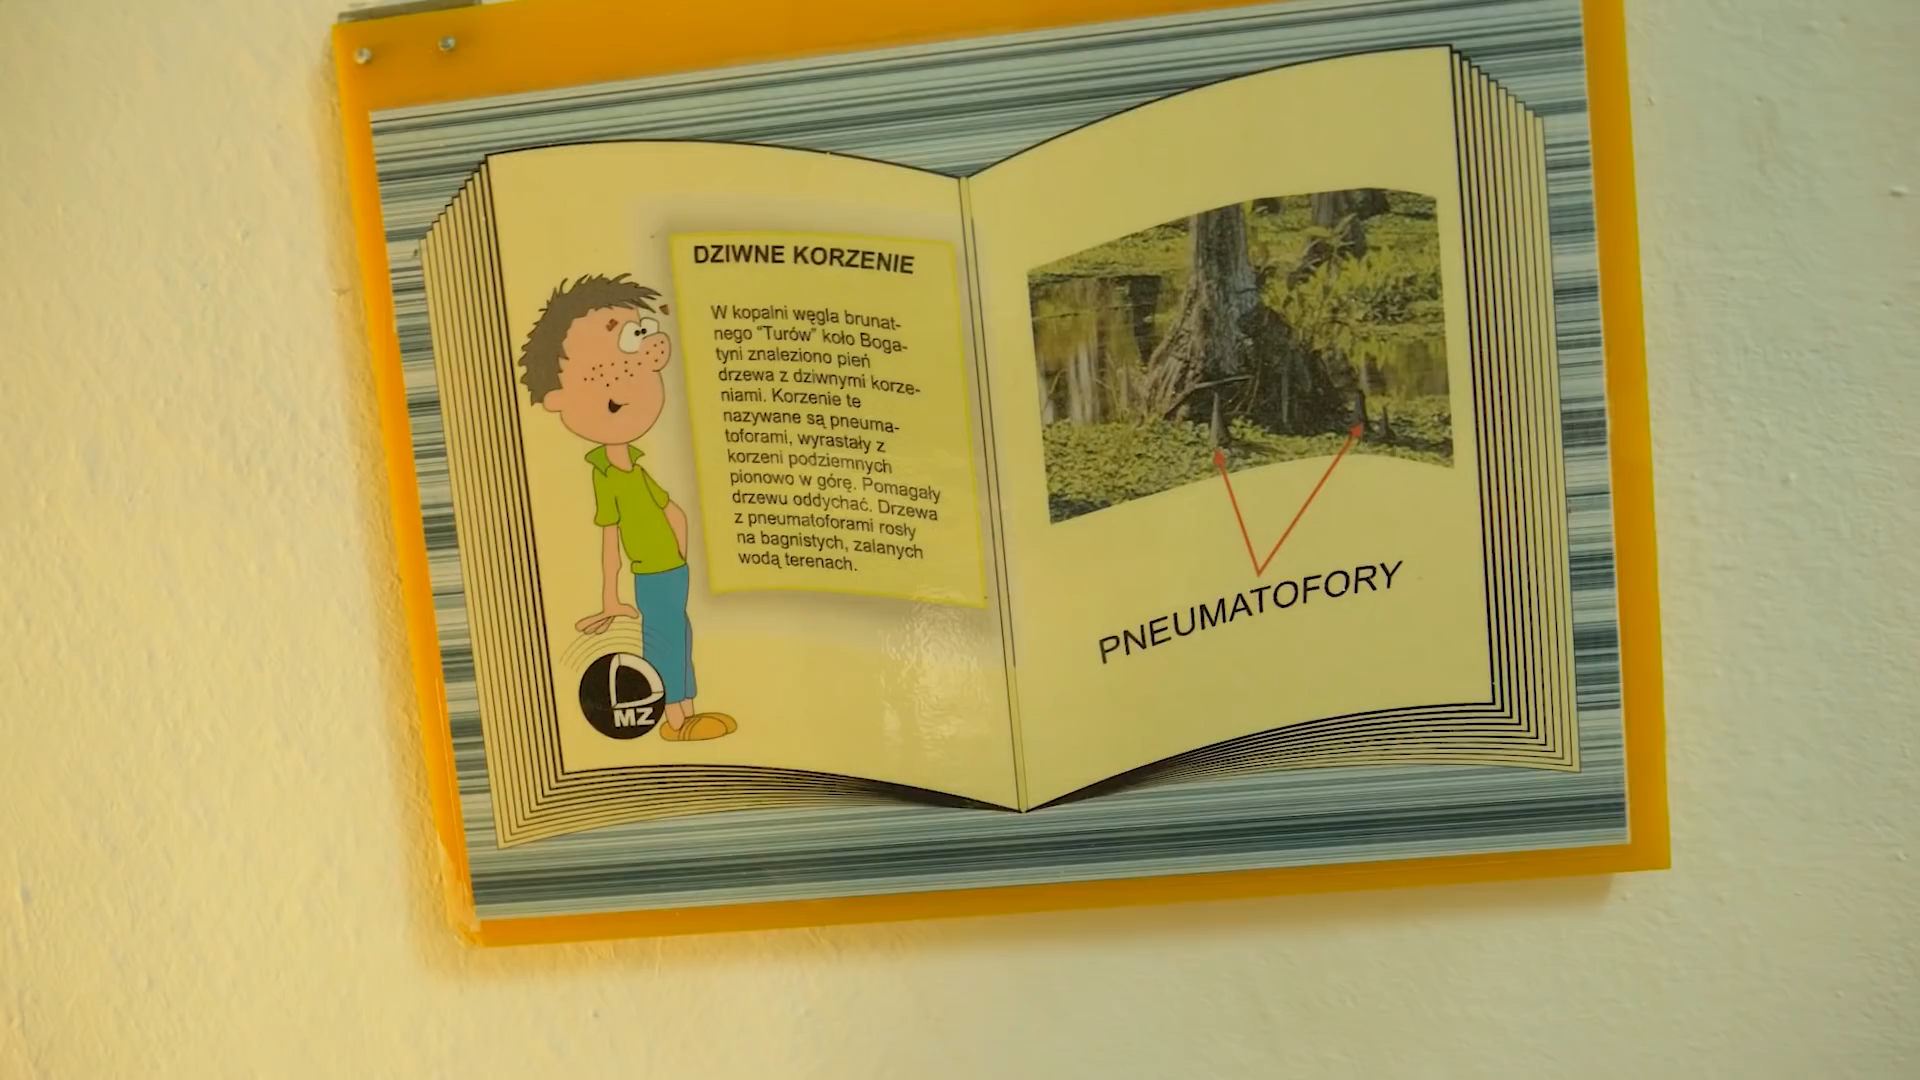 DZIWNE KORZENIE
W kopalni węgla brunat-
nego "Turów" koło Boga-
tyni znaleziono pień
drzewa z dziwnymi korze-
niami. Korzenie te
nazywane są pneuma-
toforami, wyrastały z
korzeni podziemnych
pionowo w górę. Pomagały
drzewu oddychać. Drzewa
z pneumatoforami rosły
na bagnistych, zalanych
wodą terenach.
MZ
PNEUMATOFORY